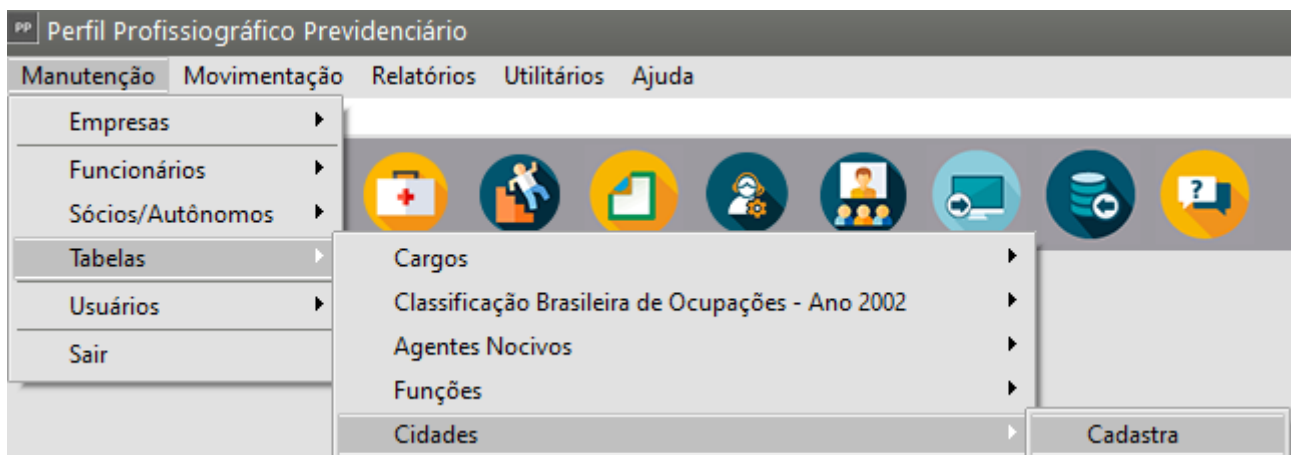 PP Perfil Profissiográfico Previdenciário
Manutenção Movimentação Relatórios Utilitários Ajuda
Empresas
Funcionários
Sócios/Autônomos
Tabelas
Usuários
Sair
Cargos
Classificação Brasileira de Ocupações - Ano 2002
Agentes Nocivos
Funções
Cidades
Cadastra
?